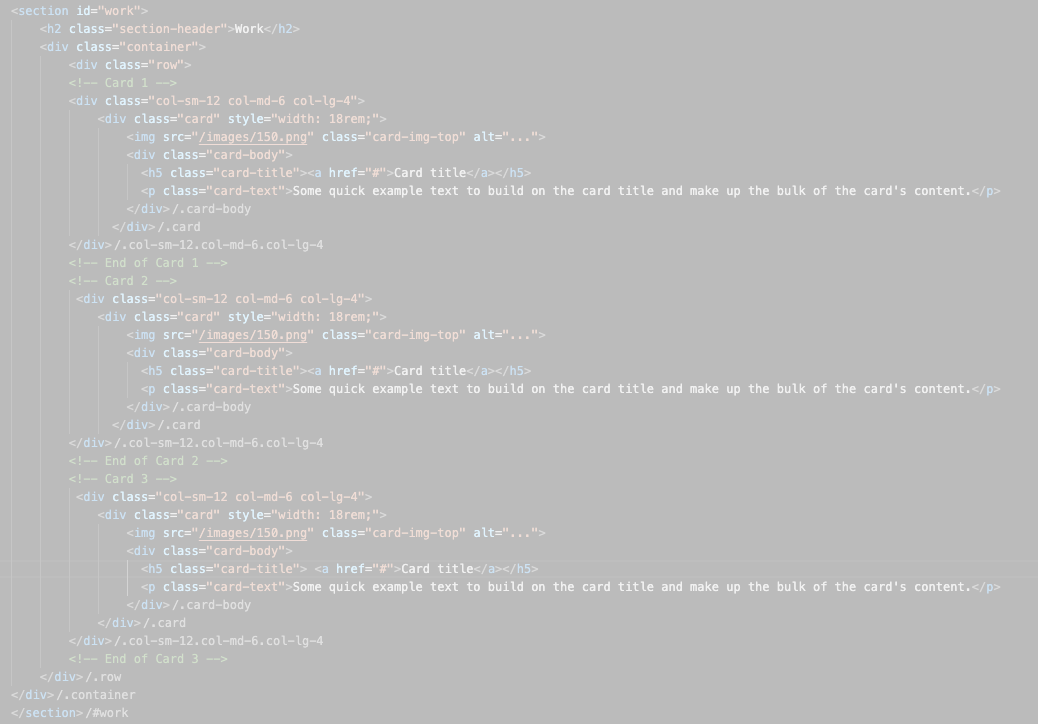 <section id="work">
<h2 class="section-header">Work</h2>
<div class="container">
<div class="row">
<!-- Card 1 -->
<div class="col-sm-12 col-md-6 col-lg-4">
<div class="card" style="width: 18rem;">
<img src="/images/150.png" class="card-img-top" alt="...">
<div class="card-body">
<h5 class="card-title"><a href="#">Card title</a></h5>
<p class="card-text">Some quick example text to build on the card title and make up the bulk of the card's content.</p>
</div>/.card-body
</div>/.card
</div>/.col-sm-12.col-md-6.col-lg-4
<!-- End of Card 1 -->
<!-- Card 2 -->
<div class="col-sm-12 col-md-6 col-lg-4">
<div class="card" style="width: 18rem;">
<img src="/images/150.png" class="card-img-top" alt="...">
<div class="card-body">
<h5 class="card-title"><a href="#">Card title</a></h5>
<p class="card-text">Some quick example text to build on the card title and make up the bulk of the card's content.</p>
</div>/.card-body
</div>/.card
</div>/.col-sm-12.col-md-6.col-lg-4
<!-- End of Card 2 -->
<!-- Card 3 -->
<div class="col-sm-12 col-md-6 col-lg-4">
<div class="card" style="width: 18rem;">
<img src="/images/150.png" class="card-img-top" alt="...">
<div class="card-body">
<h5 class="card-title"> <a href="#">Card title</a></h5>
<p class="card-text">Some quick example text to build on the card title and make up the bulk of the card's content.</p>
</div>/.card-body
</div>/.card
</div>/.col-sm-12.col-md-6.col-lg-4
<!-- End of Card 3 -->
</div>/.row
</div>/.container
</section>/#work